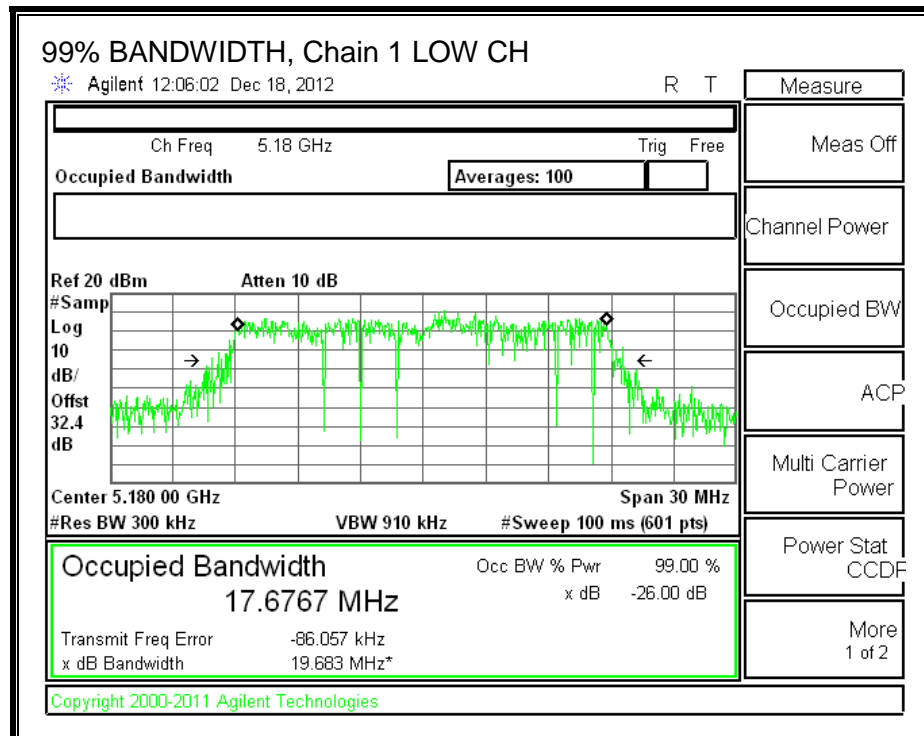 99% BANDWIDTH, Chain 1 LOW CH
Agilent 12:06:02 Dec 18, 2012 R T
Measure
Meas Off
Channel Power
Occupied BW
ACP
Multi Carrier
Power
Power Stat
CCDF
More
1 of 2
Ch Freq 5.18 GHz Trig Free
Occupied Bandwidth Averages: 100
Ref 20 dBm Atten 10 dB
#Samp
Log
10
dB/
Offst
32.4
dB
Center 5.180 00 GHz Span 30 MHz
#Res BW 300 kHz VBW 910 kHz #Sweep 100 ms (601 pts)
Occupied Bandwidth Occ BW % Pwr 99.00 %
17.6767 MHz x dB -26.00 dB
Transmit Freq Error -86.057 kHz
x dB Bandwidth 19.683 MHz*
Copyright 2000-2011 Agilent Technologies